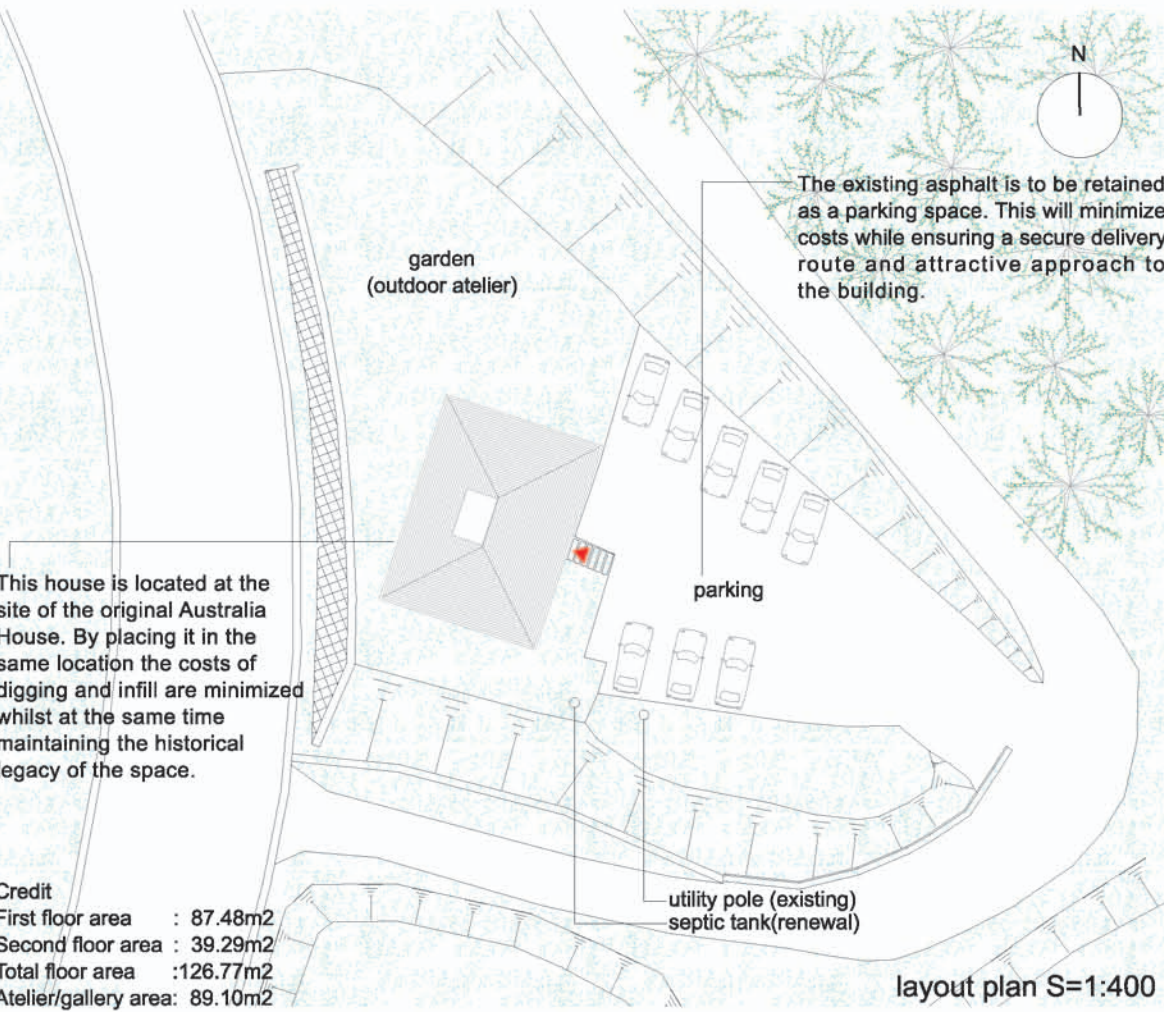 N
The existing asphalt is to be retained
as a parking space. This will minimize
costs while ensuring a secure delivery
route and attractive approach to
the building.
garden
(outdoor atelier)
parking
This house is located at the
site of the original Australia
House. By placing it in the
same location the costs of
digging and infill are minimized
whilst at the same time
maintaining the historical
legacy of the space.
utility pole (existing)
septic tank(renewal)
Credit
First floor area : 87.48m2
Second floor area : 39.29m2
Total floor area :126.77m2
Atelier/gallery area: 89.10m2
layout plan S=1:400